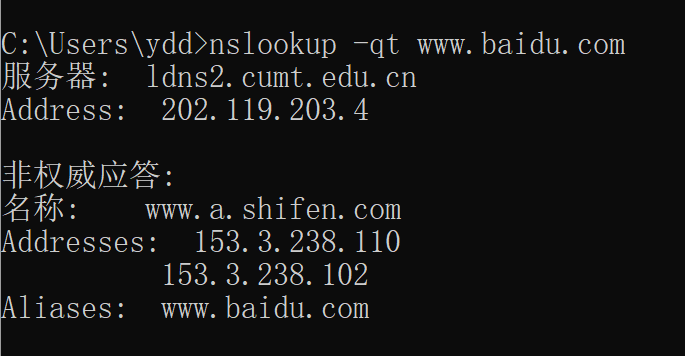 C:\Users\ydd>nslookup -qt www.baidu.com
服务器:  ldns2.cumt.edu.cn
Address:  202.119.203.4
非权威应答:
名称:    www.a.shifen.com
Addresses:  153.3.238.110
          153.3.238.102
Aliases:  www.baidu.com